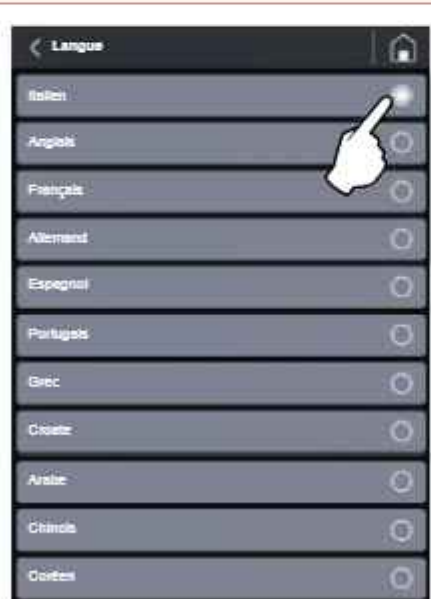 Langue
Italien
Anglais
Français
Allemand
Espagnol
Portugais
Grec
Croate
Arabe
Chinois
Coréen